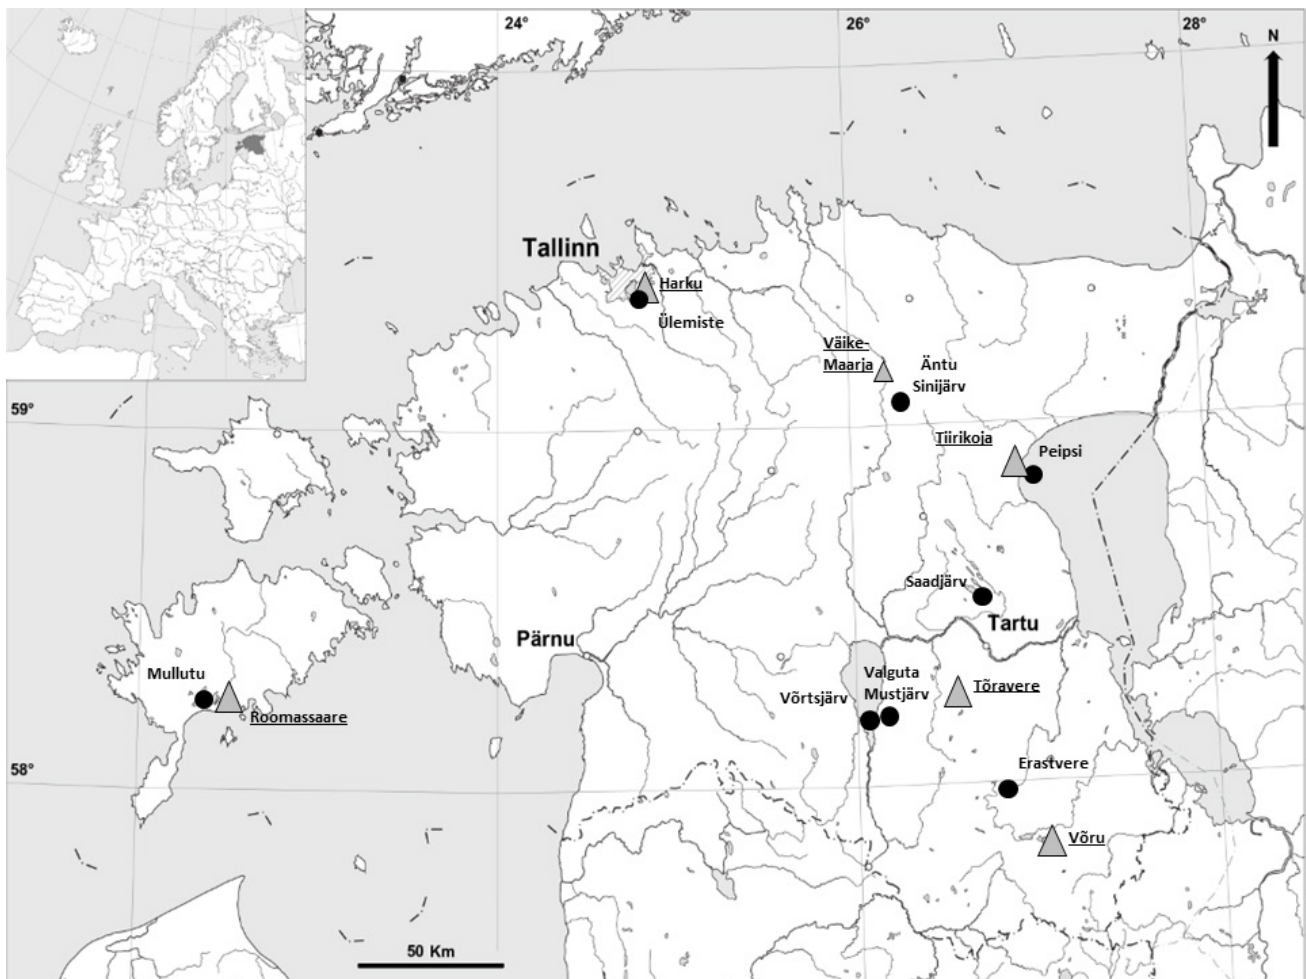 24°
26°
28°
N
Tallinn
Harku
Ülemiste
Väike-
Maarja
Äntu
Sinijärv
59°
Tiirikoja
Peipsi
Saadjärv
Tartu
Pärnu
Mullutu
Roomassaare
Valguta
Mustjärv
Võrtsjärv
Tõravere
58°
Erastvere
Võru
50 Km